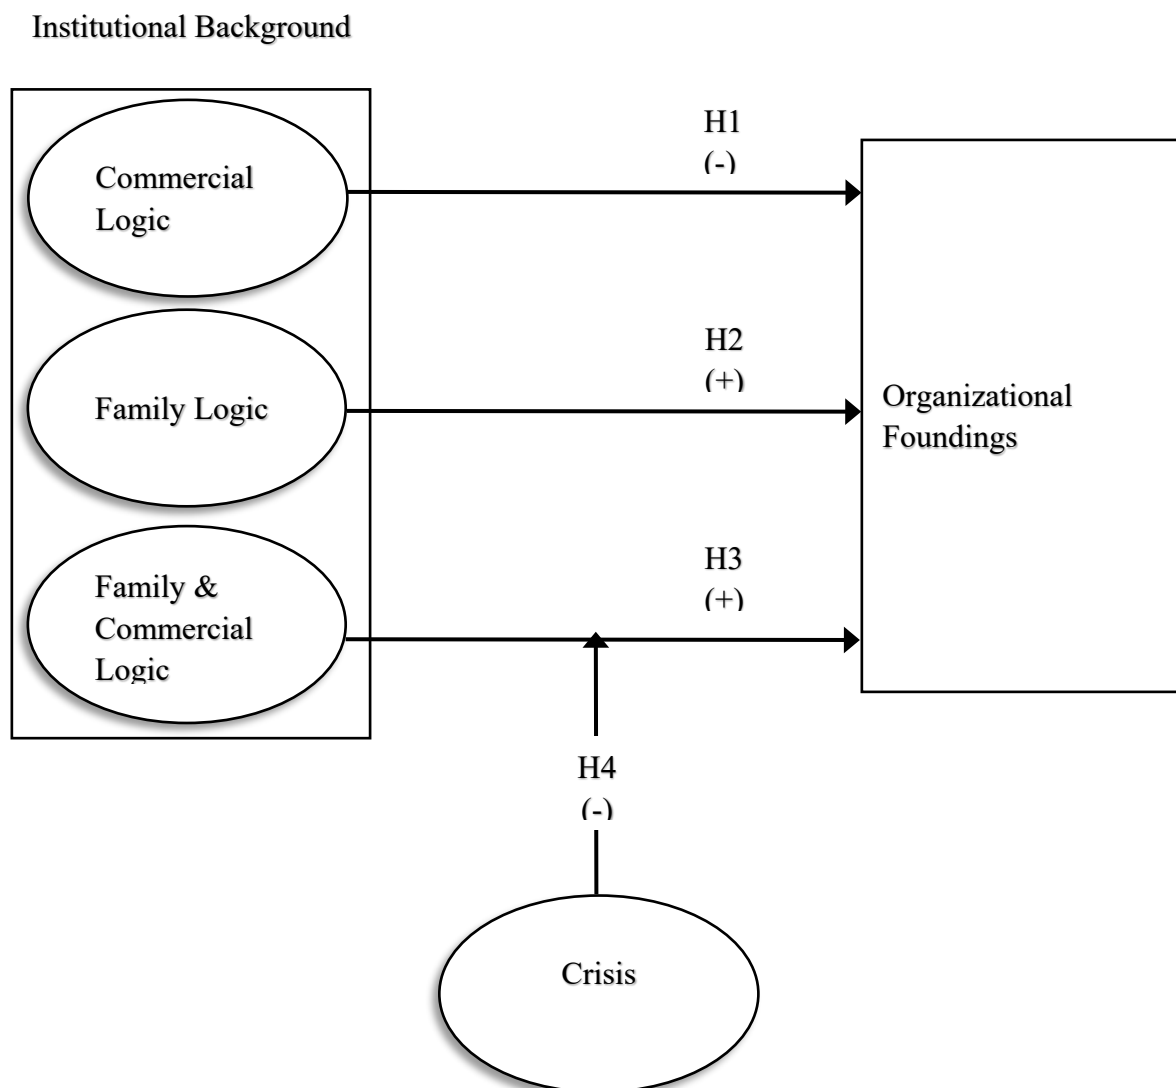 Institutional Background
Commercial
Logic
H1
(-)
Family Logic
H2
(+)
Organizational
Foundings
Family &
Commercial
Logic
H3
(+)
H4
(-)
Crisis